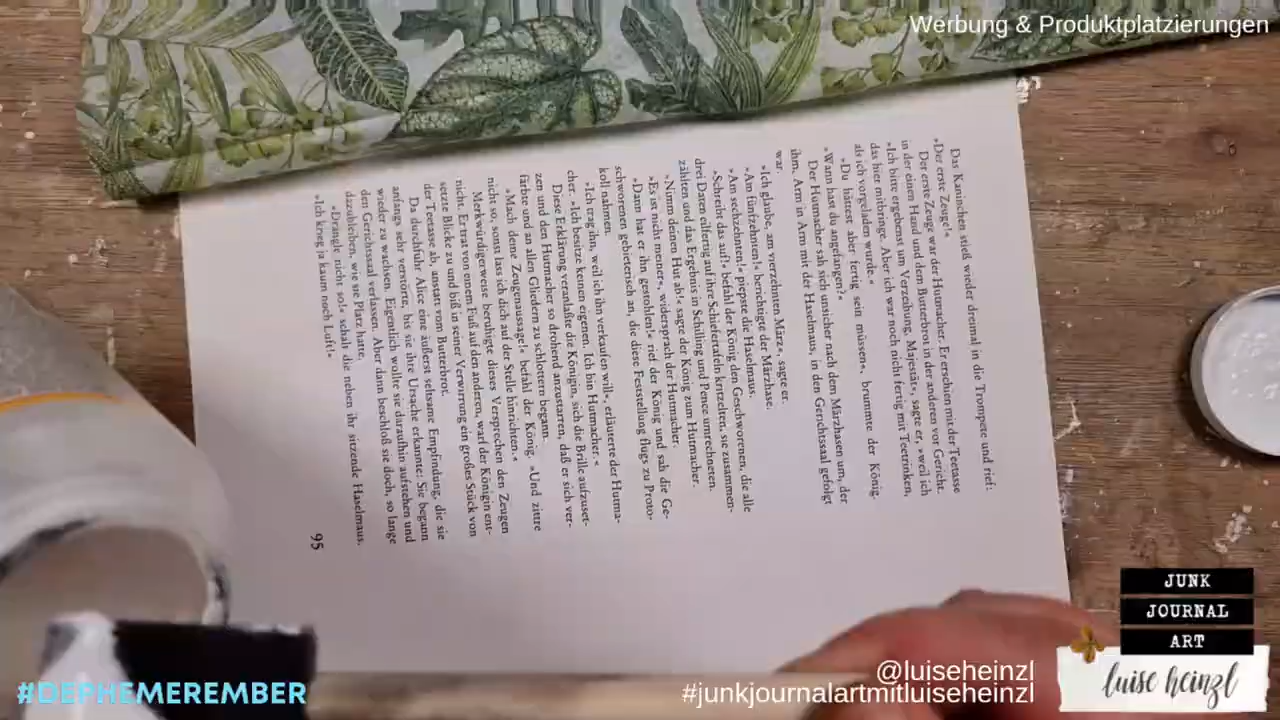 Werbung & Produktplatzierungen
Das Kaninchen stieß wieder dreimal in die Trompete und rief:
»Der erste Zeuge!«
Der erste Zeuge war der Hutmacher. Er erschien mit der Teetasse
in der einen Hand und dem Butterbrot in der anderen vor Gericht.
»Ich bitte ergebenst um Verzeihung, Majestät«, sagte er, »weil ich
das hier mitbringe. Aber ich war noch nicht fertig mit Teetrinken,
als ich vorgeladen wurde.«
»Du hättest aber fertig sein müssen«, brummte der König.
»Wann hast du angefangen?«
Der Hutmacher sah sich unsicher nach dem Märzhasen um, der
ihm, Arm in Arm mit der Haselmaus, in den Gerichtssaal gefolgt
war.
»Ich glaube, am vierzehnten März«, sagte er.
»Am fünfzehnten!« berichtigte der Märzhase.
»Am sechzehnten!« piepste die Haselmaus.
»Schreibt das auf!« befahl der König den Geschworenen, die alle
drei Daten eilfertig auf ihre Schiefertafeln kritzelten, sie zusammen-
zählten und das Ergebnis in Schilling und Pence umrechneten.
»Nimm deinen Hut ab!« sagte der König zum Hutmacher.
»Es ist nicht meiner«, widersprach der Hutmacher.
»Dann hat er ihn gestohlen!« rief der König und sah die Ge-
schworenen gebieterisch an, die diese Feststellung flugs zu Proto-
koll nahmen.
»Ich trag ihn, weil ich ihn verkaufen will«, erläuterte der Hutma-
cher. »Ich besitze keinen eigenen. Ich bin Hutmacher.«
Diese Erklärung veranlaßte die Königin, sich die Brille aufzuset-
zen und den Hutmacher so drohend anzustarren, daß er sich ver-
färbte und an allen Gliedern zu schlottern begann.
»Mach deine Zeugenaussage!« befahl der König. »Und zittre
nicht so, sonst lass ich dich auf der Stelle hinrichten.«
Merkwürdigerweise beruhigte dieses Versprechen den Zeugen
nicht. Er trat von einem Fuß auf den anderen, warf der Königin ent-
setzte Blicke zu und biß in seiner Verwirrung ein großes Stück von
der Teetasse ab, anstatt vom Butterbrot.
Da durchfuhr Alice eine äußerst seltsame Empfindung, die sie
anfangs sehr verstörte, bis sie ihre Ursache erkannte: Sie begann
wieder zu wachsen. Eigentlich wollte sie daraufhin aufstehen und
den Gerichtssaal verlassen. Aber dann beschloß sie doch, so lange
dazubleiben, wie sie Platz hatte.
»Drängle nicht so!« schalt die neben ihr sitzende Haselmaus.
»Ich krieg ja kaum noch Luft!«
95
JUNK
JOURNAL
ART
luise heinzl
@luiseheinzl
#junkjournalartmitluiseheinzl
#DEPHEMEREMBER